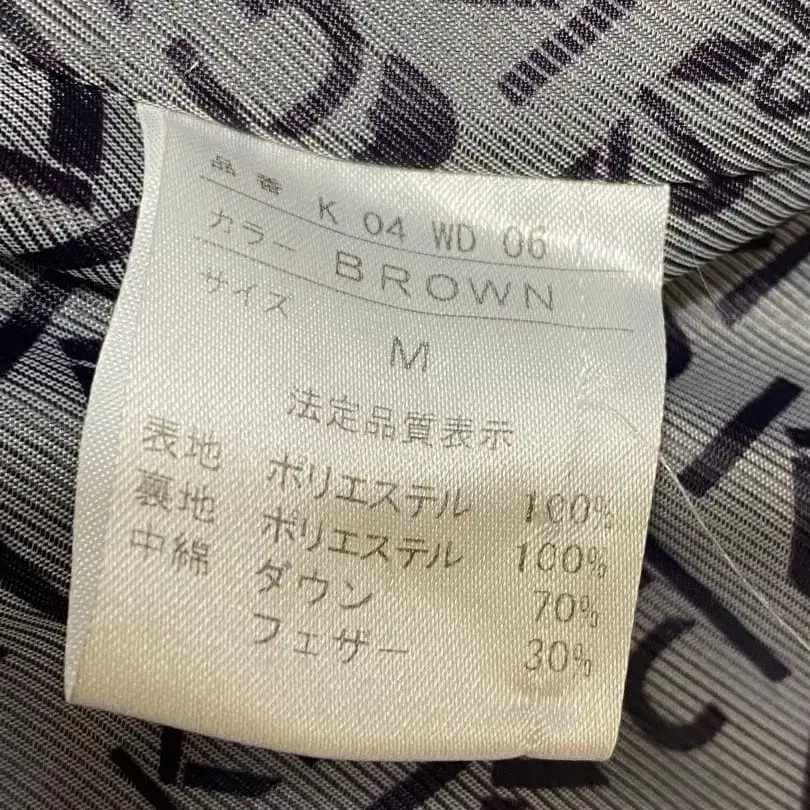 品番 K 04 WD 06
カラー BROWN
サイズ M
法定品質表示
表地 ポリエステル 100%
裏地 ポリエステル 100%
中綿 ダウン 70%
フェザー 30%